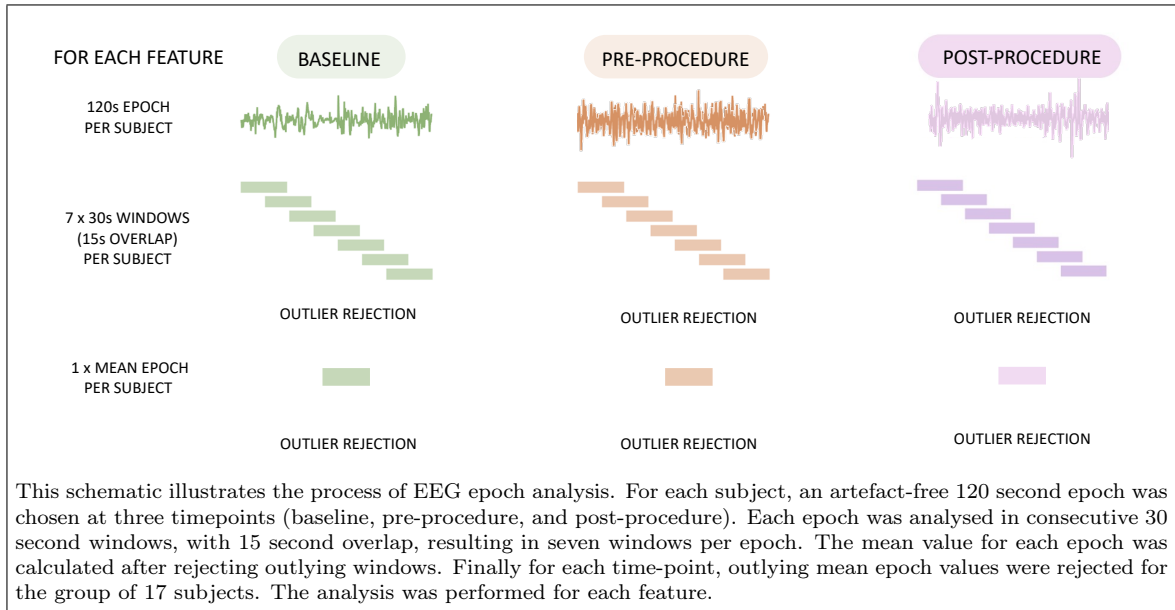 FOR EACH FEATURE
BASELINE
PRE-PROCEDURE
POST-PROCEDURE
120s EPOCH
PER SUBJECT
7 x 30s WINDOWS
(15s OVERLAP)
PER SUBJECT
OUTLIER REJECTION
OUTLIER REJECTION
OUTLIER REJECTION
1 x MEAN EPOCH
PER SUBJECT
OUTLIER REJECTION
OUTLIER REJECTION
OUTLIER REJECTION
This schematic illustrates the process of EEG epoch analysis. For each subject, an artefact-free 120 second epoch was
chosen at three timepoints (baseline, pre-procedure, and post-procedure). Each epoch was analysed in consecutive 30
second windows, with 15 second overlap, resulting in seven windows per epoch. The mean value for each epoch was
calculated after rejecting outlying windows. Finally for each time-point, outlying mean epoch values were rejected for
the group of 17 subjects. The analysis was performed for each feature.